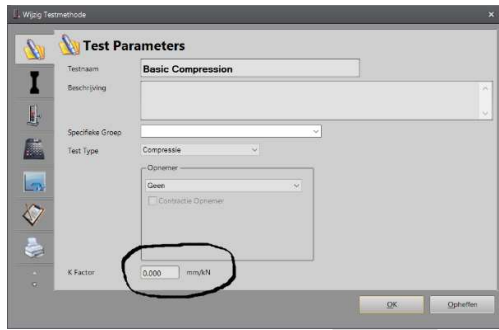 Wijzig Testmethode
Test Parameters
Testnaam Basic Compression
Beschrijving
Specifieke Groep
Test Type Compressie
Opnemer
Geen
Contractie Opnemer
K Factor 0.000 mm/kN
OK Opheffen